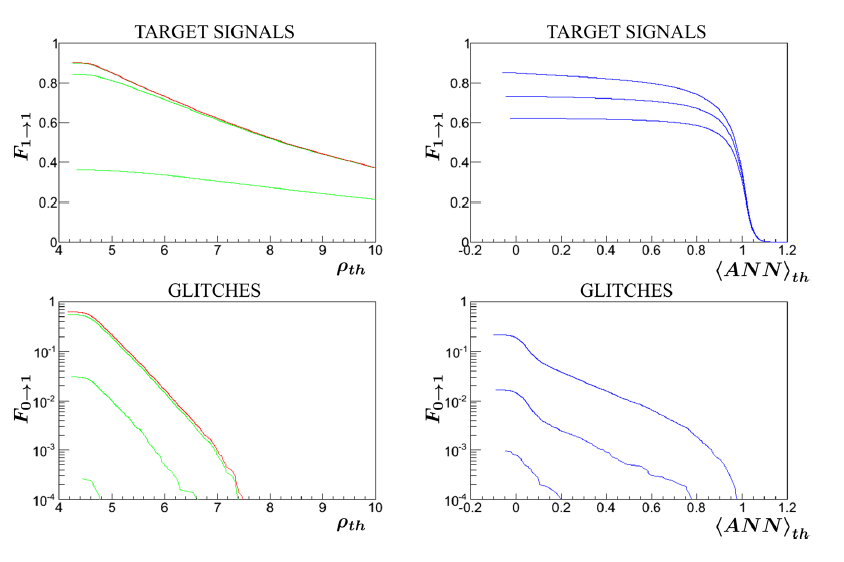 TARGET SIGNALS
1
0.8
0.6
0.4
0.2
0
F1→1
4 5 6 7 8 9 10
ρth
TARGET SIGNALS
1
0.8
0.6
0.4
0.2
0
F1→1
-0.2 0 0.2 0.4 0.6 0.8 1 1.2
⟨ANN⟩th
GLITCHES
1
10-1
10-2
10-3
10-4
F0→1
4 5 6 7 8 9 10
ρth
GLITCHES
1
10-1
10-2
10-3
10-4
F0→1
-0.2 0 0.2 0.4 0.6 0.8 1 1.2
⟨ANN⟩th